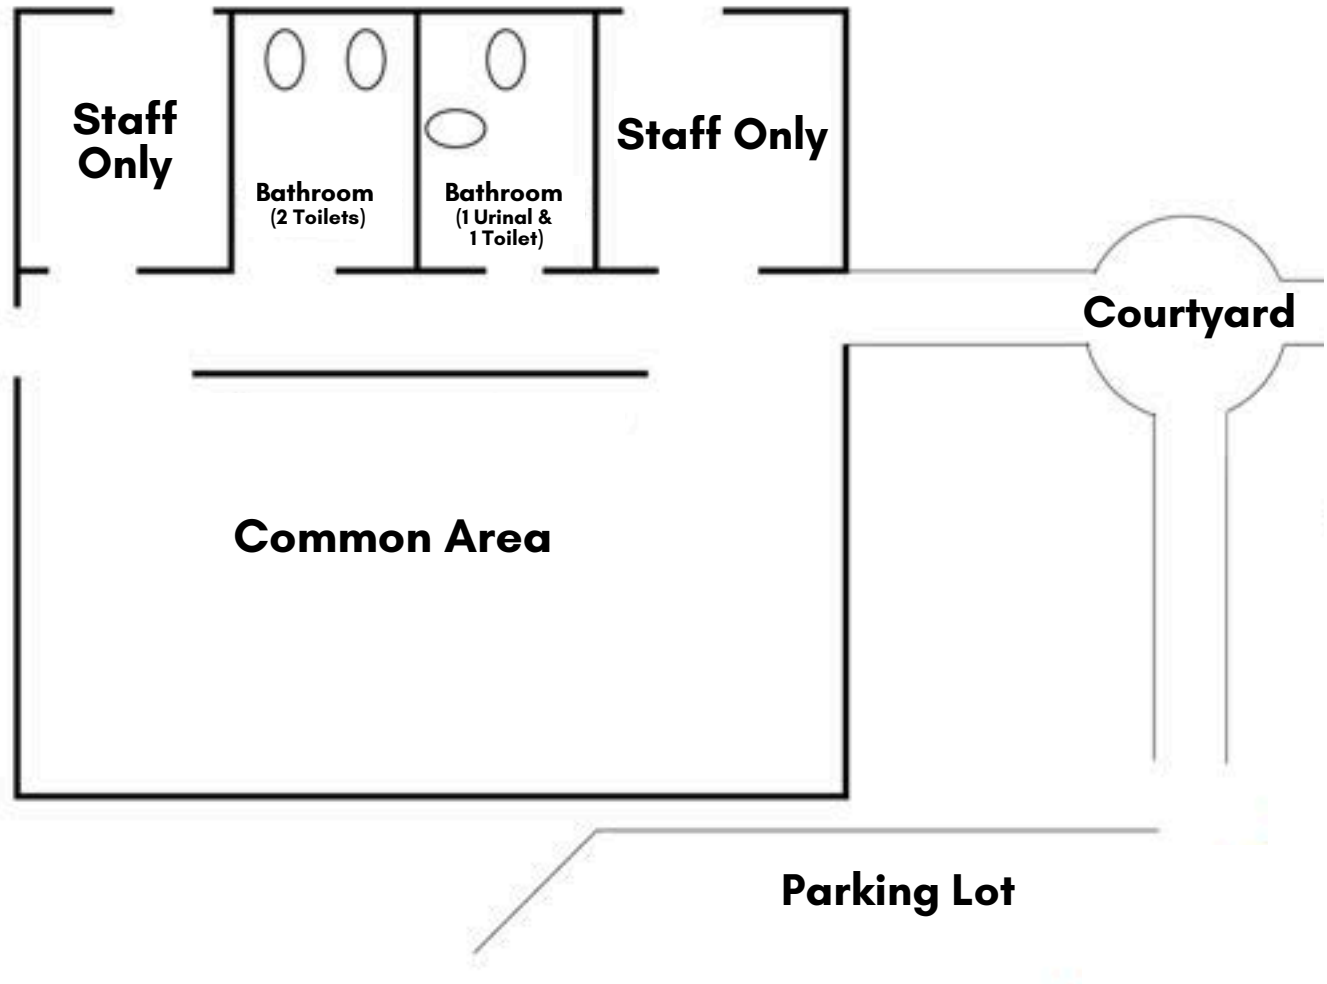 Staff
Only
Bathroom
(2 Toilets)
Bathroom
(1 Urinal &
1 Toilet)
Staff Only
Courtyard
Common Area
Parking Lot